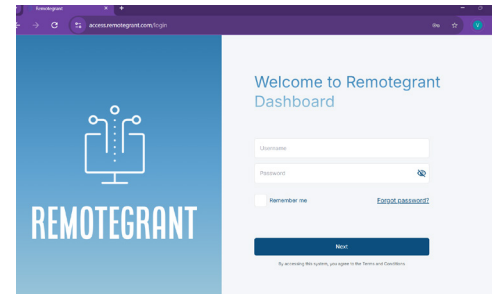 Remotegrant
access.remotegrant.com/login
Welcome to Remotegrant
Dashboard
Username
Password
Remember me
Forgot password?
REMOTEGRANT
Next
By accessing this system, you agree to the Terms and Conditions
V